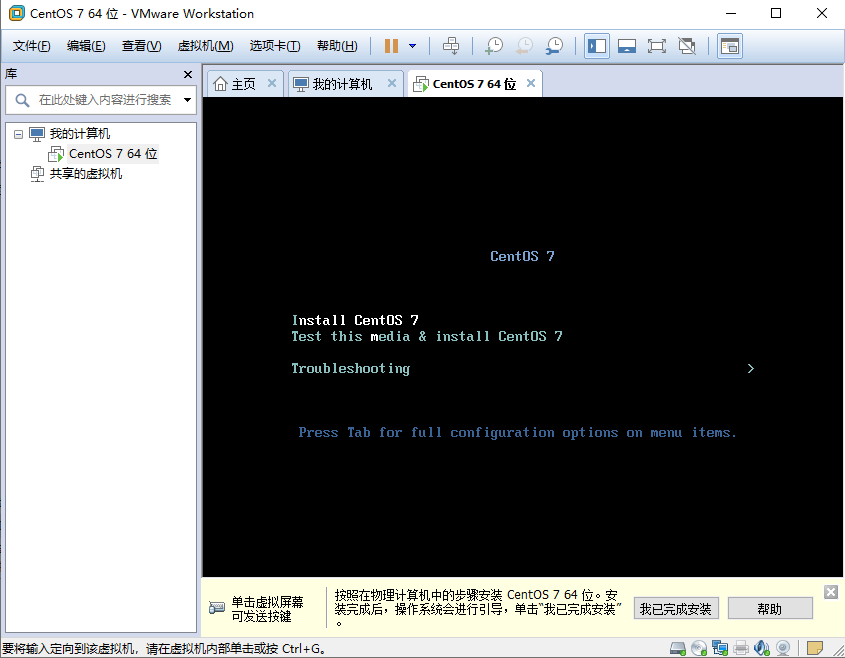 CentOS 7 64 位 - VMware Workstation
文件(F) 编辑(E) 查看(V) 虚拟机(M) 选项卡(T) 帮助(H)
库
在此处键入内容进行搜索
我的计算机
CentOS 7 64 位
共享的虚拟机
主页 我的计算机 CentOS 7 64 位
CentOS 7
Install CentOS 7
Test this media & install CentOS 7
Troubleshooting >
Press Tab for full configuration options on menu items.
单击虚拟屏幕
可发送按键
按照在物理计算机中的步骤安装 CentOS 7 64 位。安
装完成后，操作系统会进行引导，单击“我已完成安装”
。
我已完成安装 帮助
要将输入定向到该虚拟机，请在虚拟机内部单击或按 Ctrl+G。